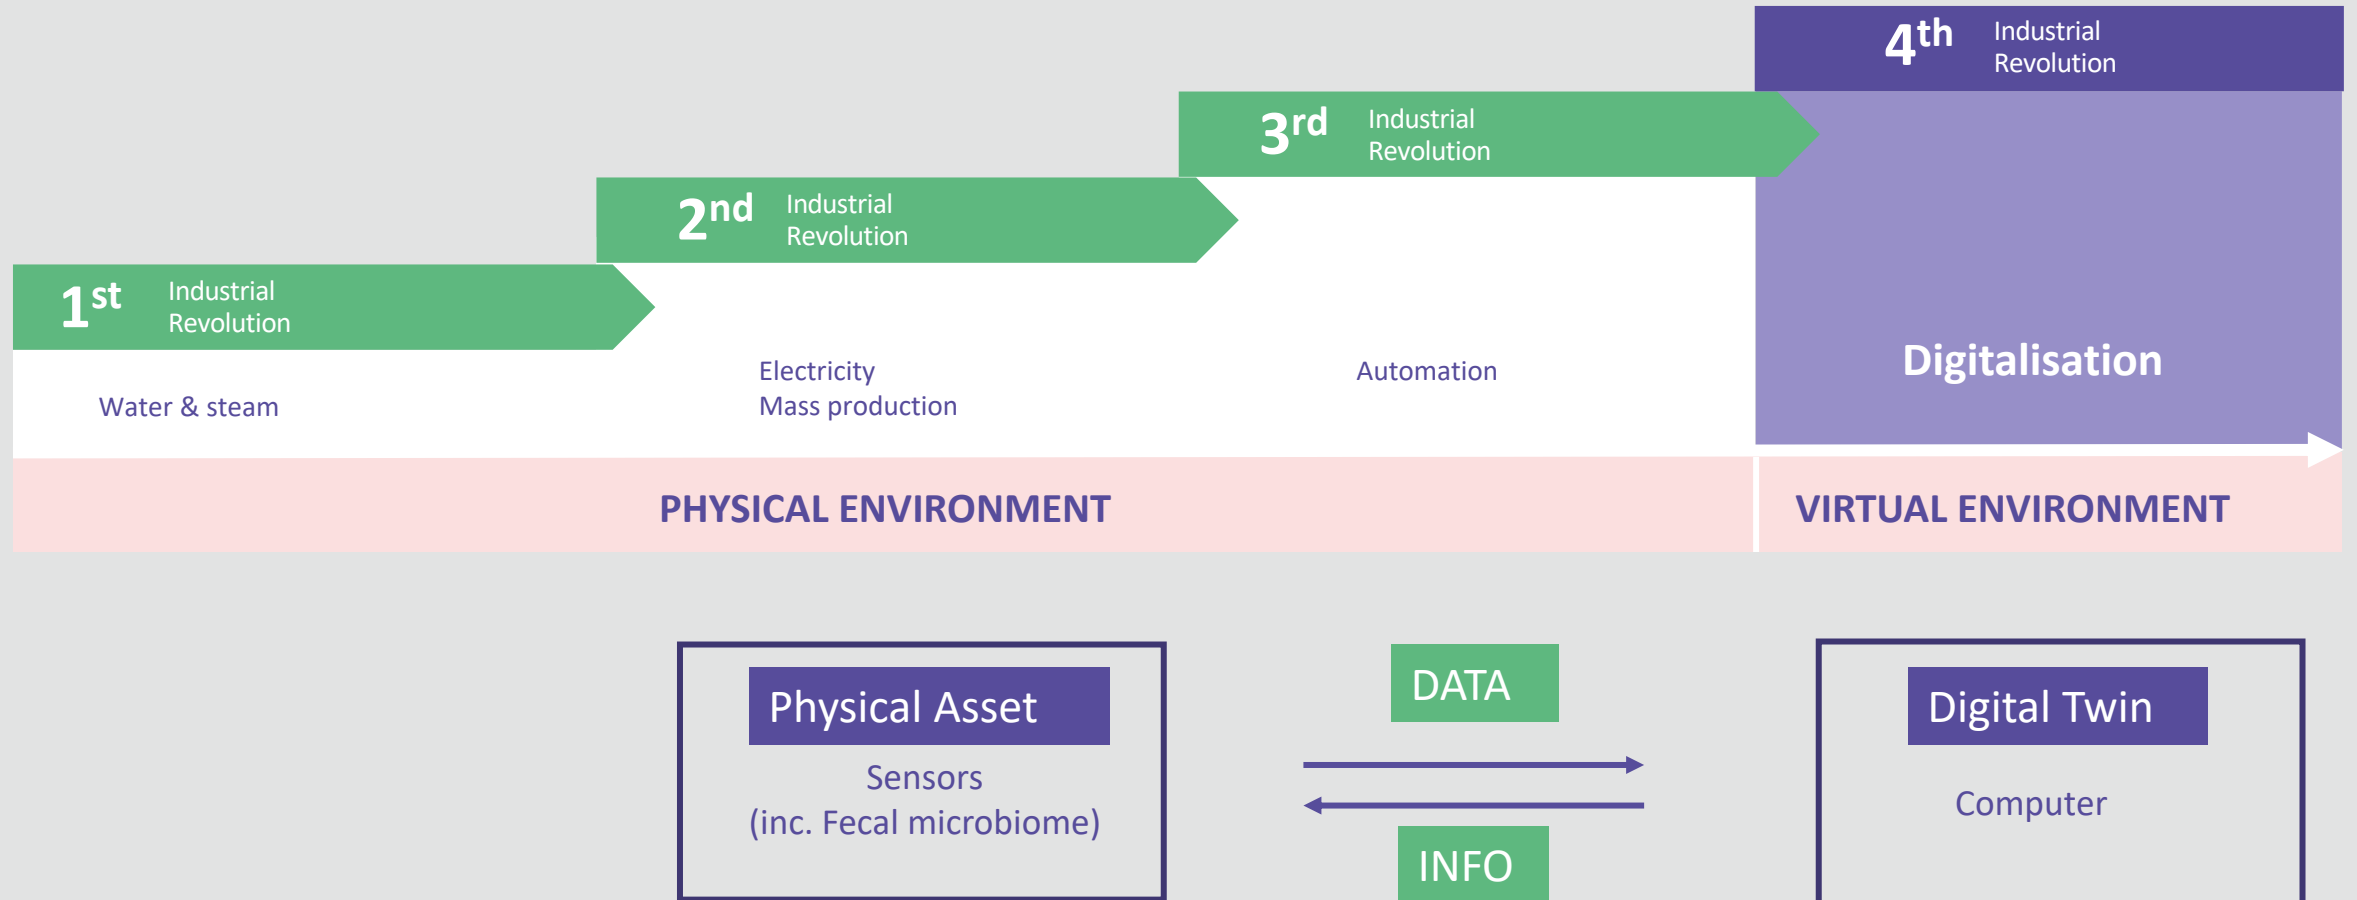 4th Industrial
Revolution
3rd Industrial
Revolution
2nd Industrial
Revolution
1st Industrial
Revolution
Water & steam
Electricity
Mass production
Automation
Digitalisation
PHYSICAL ENVIRONMENT
VIRTUAL ENVIRONMENT
Physical Asset
Sensors
(inc. Fecal microbiome)
DATA
INFO
Digital Twin
Computer